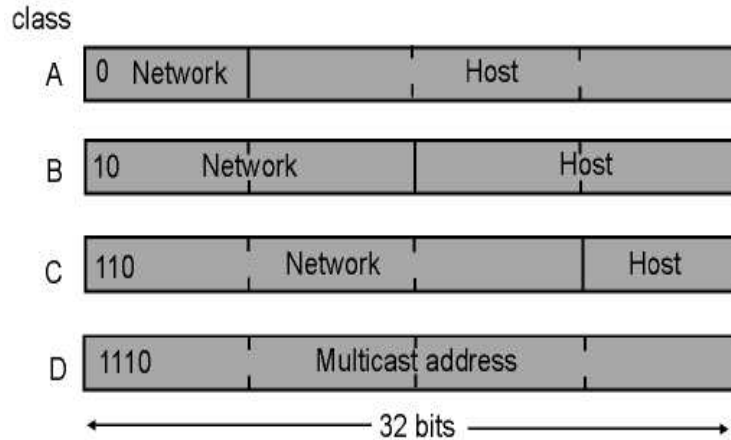 class
A 0 Network Host
B 10 Network Host
C 110 Network Host
D 1110 Multicast address
32 bits